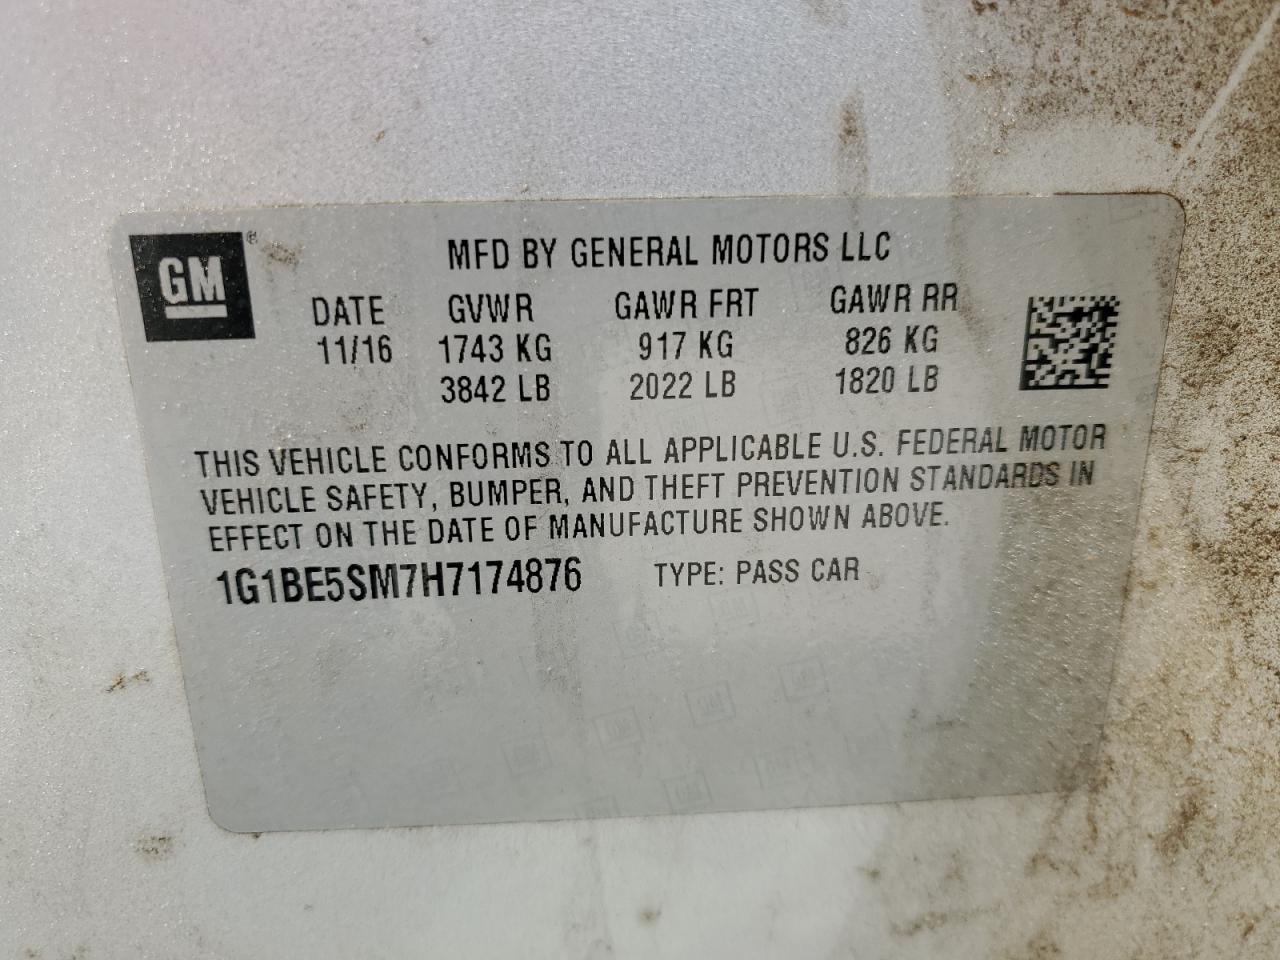 GM®
MFD BY GENERAL MOTORS LLC
DATE GVWR GAWR FRT GAWR RR
11/16 1743 KG 917 KG 826 KG
3842 LB 2022 LB 1820 LB
THIS VEHICLE CONFORMS TO ALL APPLICABLE U.S. FEDERAL MOTOR
VEHICLE SAFETY, BUMPER, AND THEFT PREVENTION STANDARDS IN
EFFECT ON THE DATE OF MANUFACTURE SHOWN ABOVE.
1G1BE5SM7H7174876 TYPE: PASS CAR